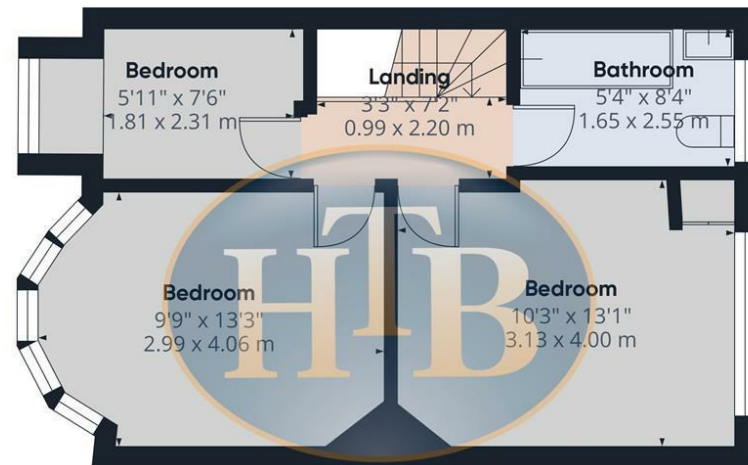 Bedroom
5'11" x 7'6"
1.81 x 2.31 m
Landing
3'3" x 7'2"
0.99 x 2.20 m
Bathroom
5'4" x 8'4"
1.65 x 2.55 m
Bedroom
9'9" x 13'3"
2.99 x 4.06 m
Bedroom
10'3" x 13'1"
3.13 x 4.00 m
HTB